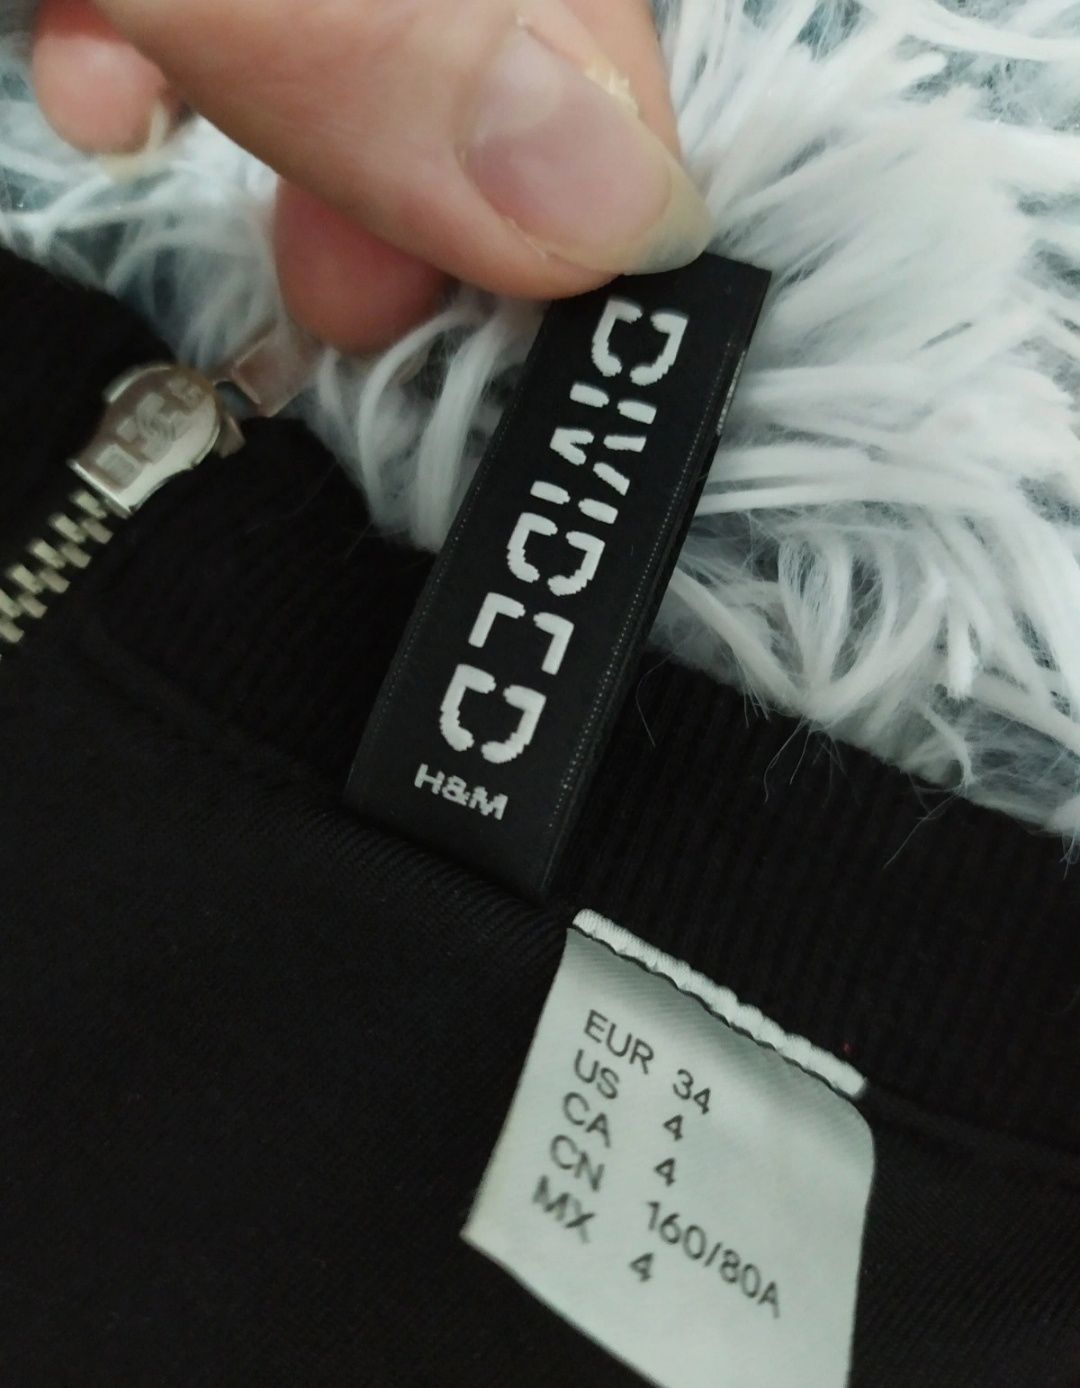 DIVIDED
H&M
EUR 34
US 4
CA 4
CN 160/80A
MX 4